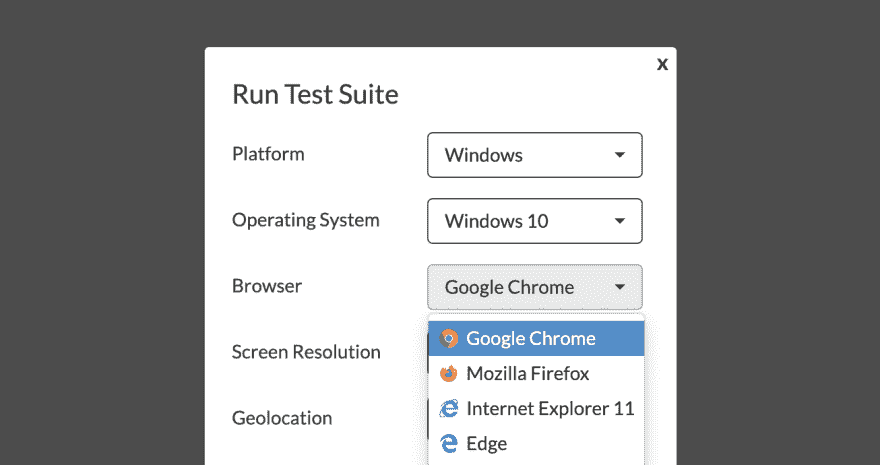 x
Run Test Suite
Platform
Windows
Operating System
Windows 10
Browser
Google Chrome
Google Chrome
Screen Resolution
Mozilla Firefox
Internet Explorer 11
Geolocation
Edge